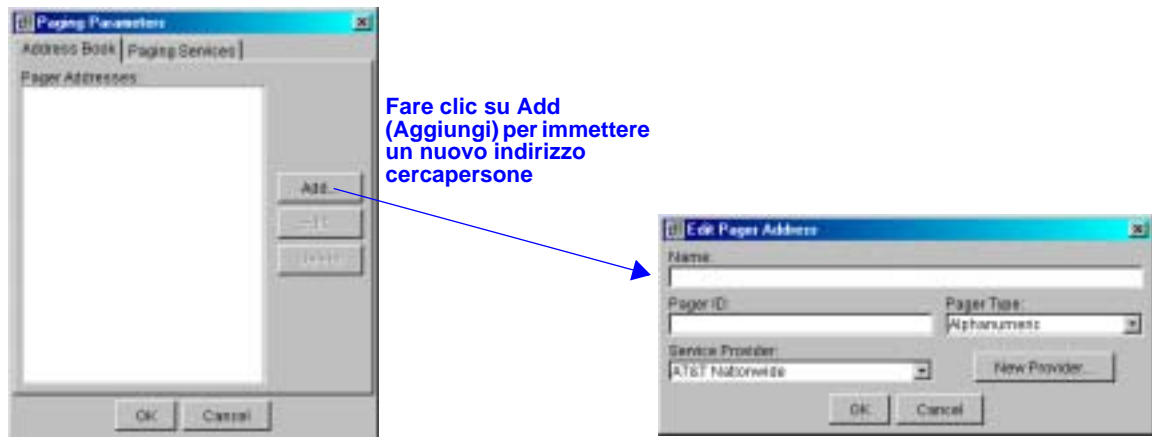 Paging Parameters
Address Book Paging Services
Pager Addresses:
Add...
Edit...
Delete
OK Cancel
Fare clic su Add
(Aggiungi) per immettere
un nuovo indirizzo
cercapersone
Edit Pager Address
Name:
Pager ID: Pager Type:
Alphanumeric
Service Provider:
AT&T Nationwide New Provider...
OK Cancel